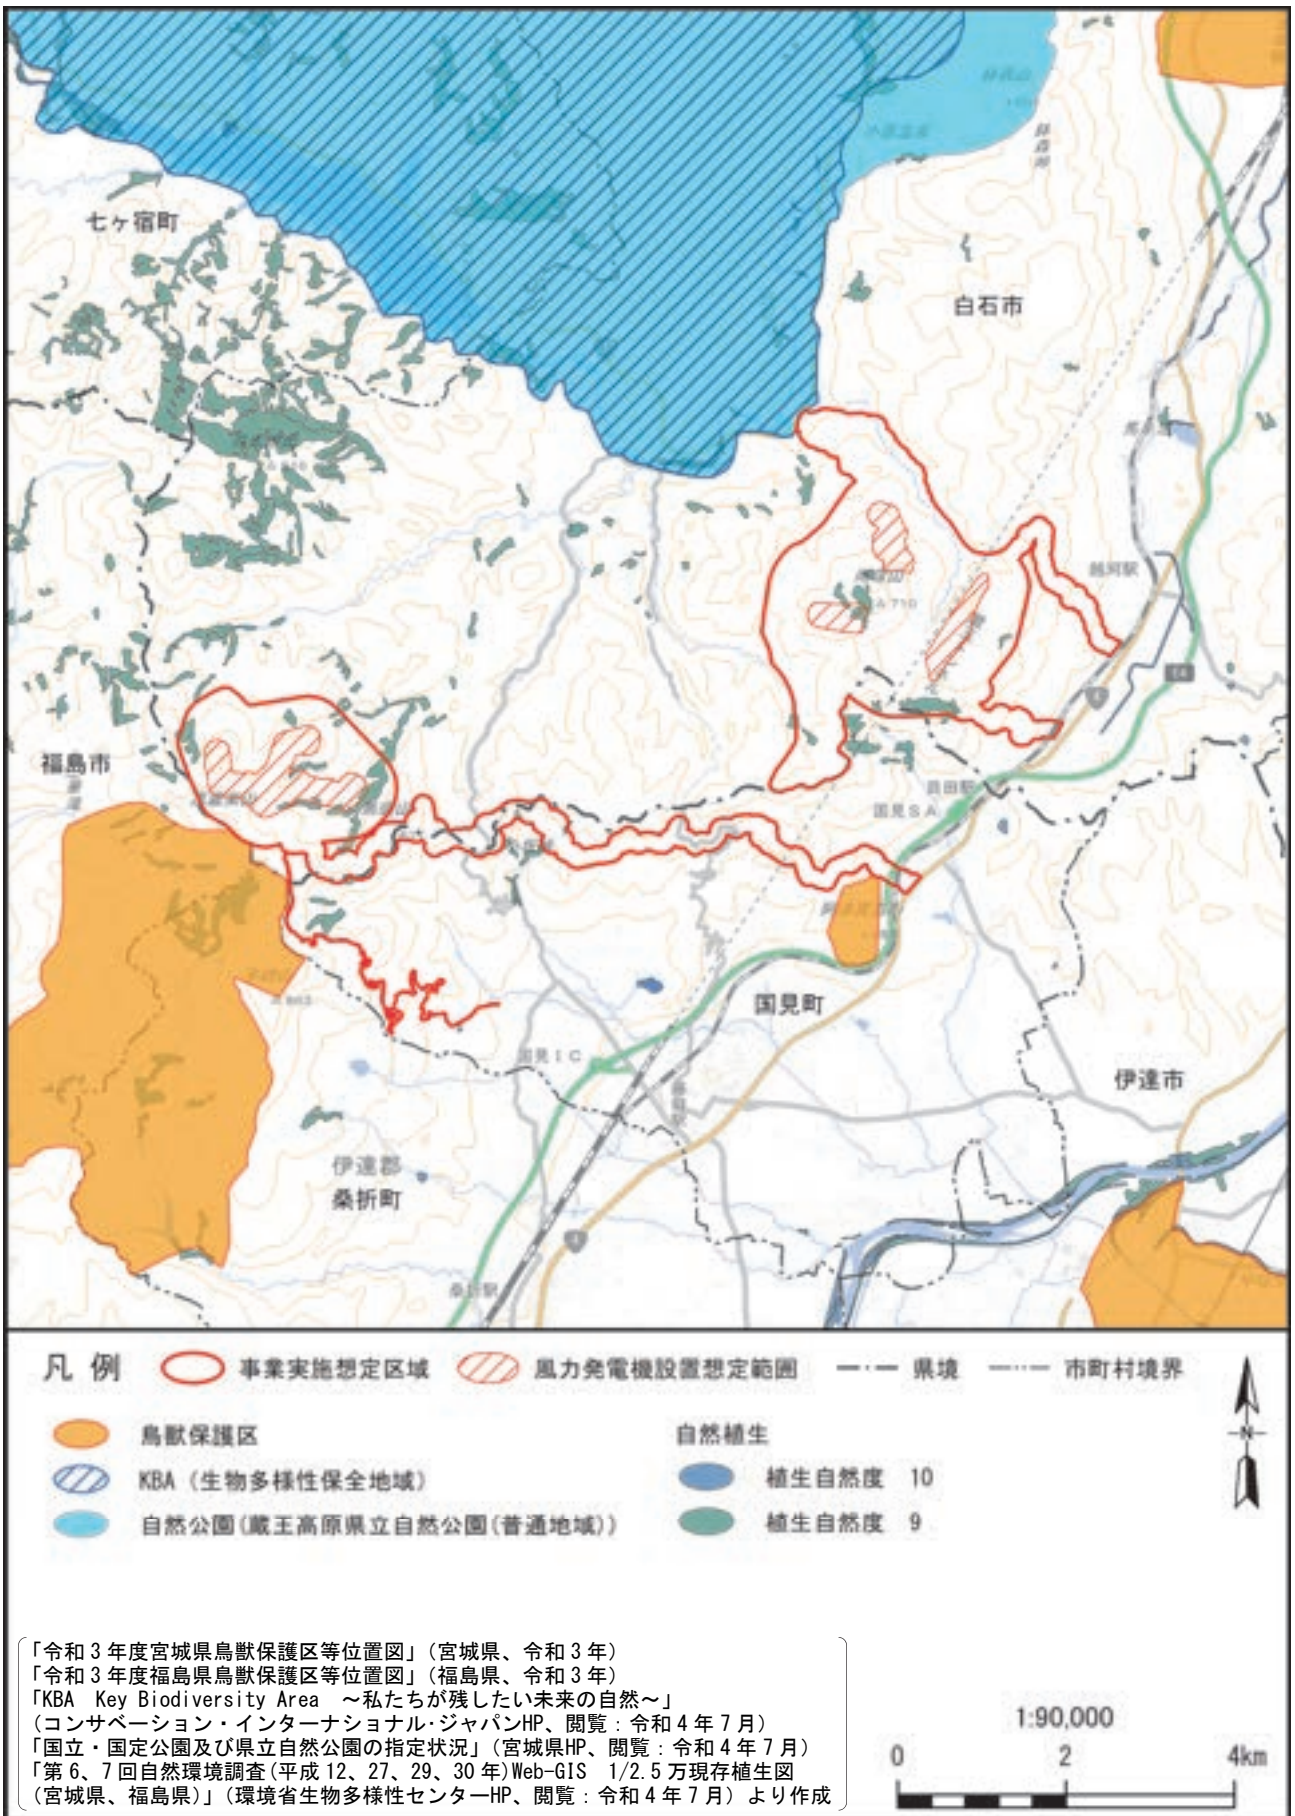 七ヶ宿町
白石市
越河駅
福島市
貝田駅
国見SA
国見町
国見IC
藤田駅
伊達市
伊達郡
桑折町
桑折駅
凡例
事業実施想定区域
風力発電機設置想定範囲
県境
市町村境界
鳥獣保護区
自然植生
KBA（生物多様性保全地域）
植生自然度 10
自然公園(蔵王高原県立自然公園(普通地域))
植生自然度 9
N
「令和3年度宮城県鳥獣保護区等位置図」（宮城県、令和3年）
「令和3年度福島県鳥獣保護区等位置図」（福島県、令和3年）
「KBA　Key Biodiversity Area　～私たちが残したい未来の自然～」
（コンサベーション・インターナショナル・ジャパンHP、閲覧：令和4年7月）
「国立・国定公園及び県立自然公園の指定状況」（宮城県HP、閲覧：令和4年7月）
「第6、7回自然環境調査(平成12、27、29、30年)Web-GIS　1/2.5万現存植生図
（宮城県、福島県）」（環境省生物多様性センターHP、閲覧：令和4年7月）より作成
1:90,000
0 2 4km